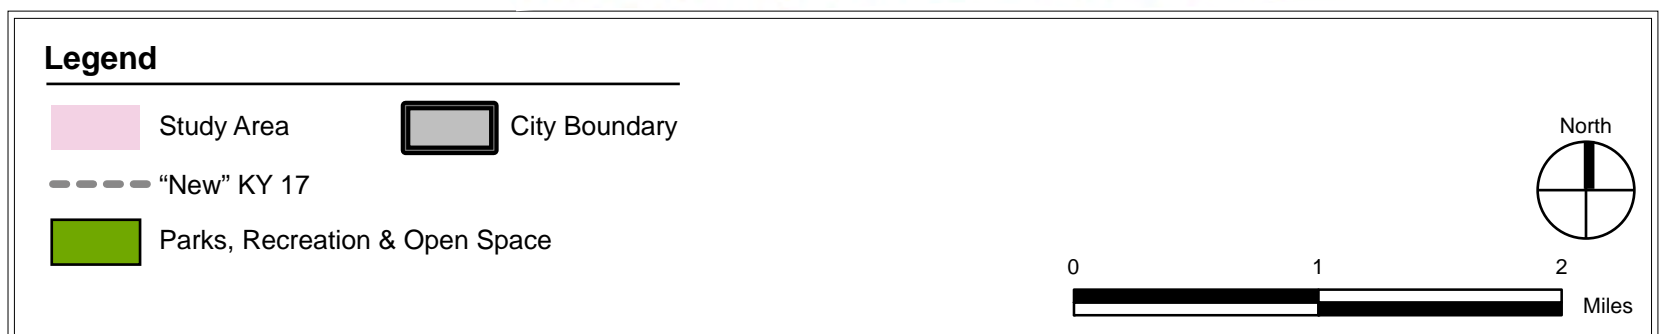 Legend
Study Area
City Boundary
“New” KY 17
Parks, Recreation & Open Space
North
0 1 2
Miles